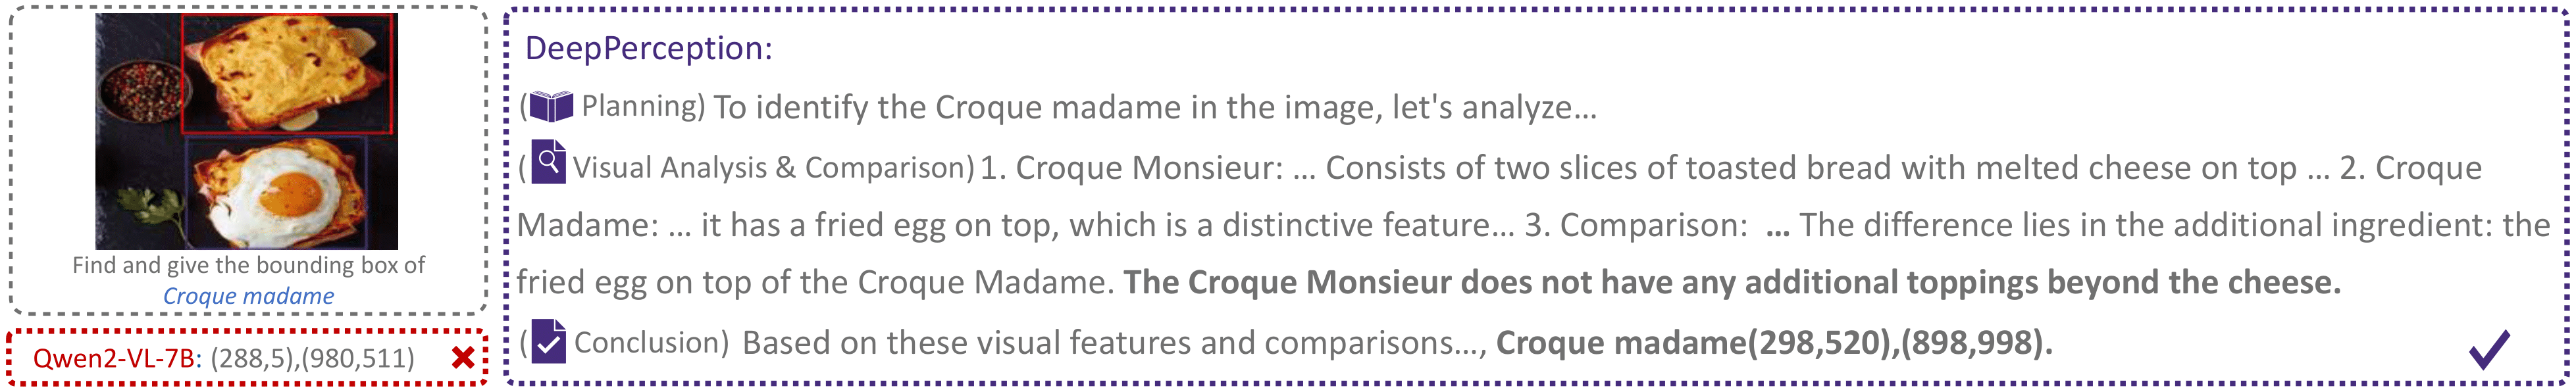 Find and give the bounding box of
Croque madame
Qwen2-VL-7B: (288,5),(980,511)
DeepPerception:
( Planning) To identify the Croque madame in the image, let's analyze...
( Visual Analysis & Comparison) 1. Croque Monsieur: ... Consists of two slices of toasted bread with melted cheese on top ... 2. Croque
Madame: ... it has a fried egg on top, which is a distinctive feature... 3. Comparison: ... The difference lies in the additional ingredient: the
fried egg on top of the Croque Madame. The Croque Monsieur does not have any additional toppings beyond the cheese.
( Conclusion) Based on these visual features and comparisons..., Croque madame(298,520),(898,998).